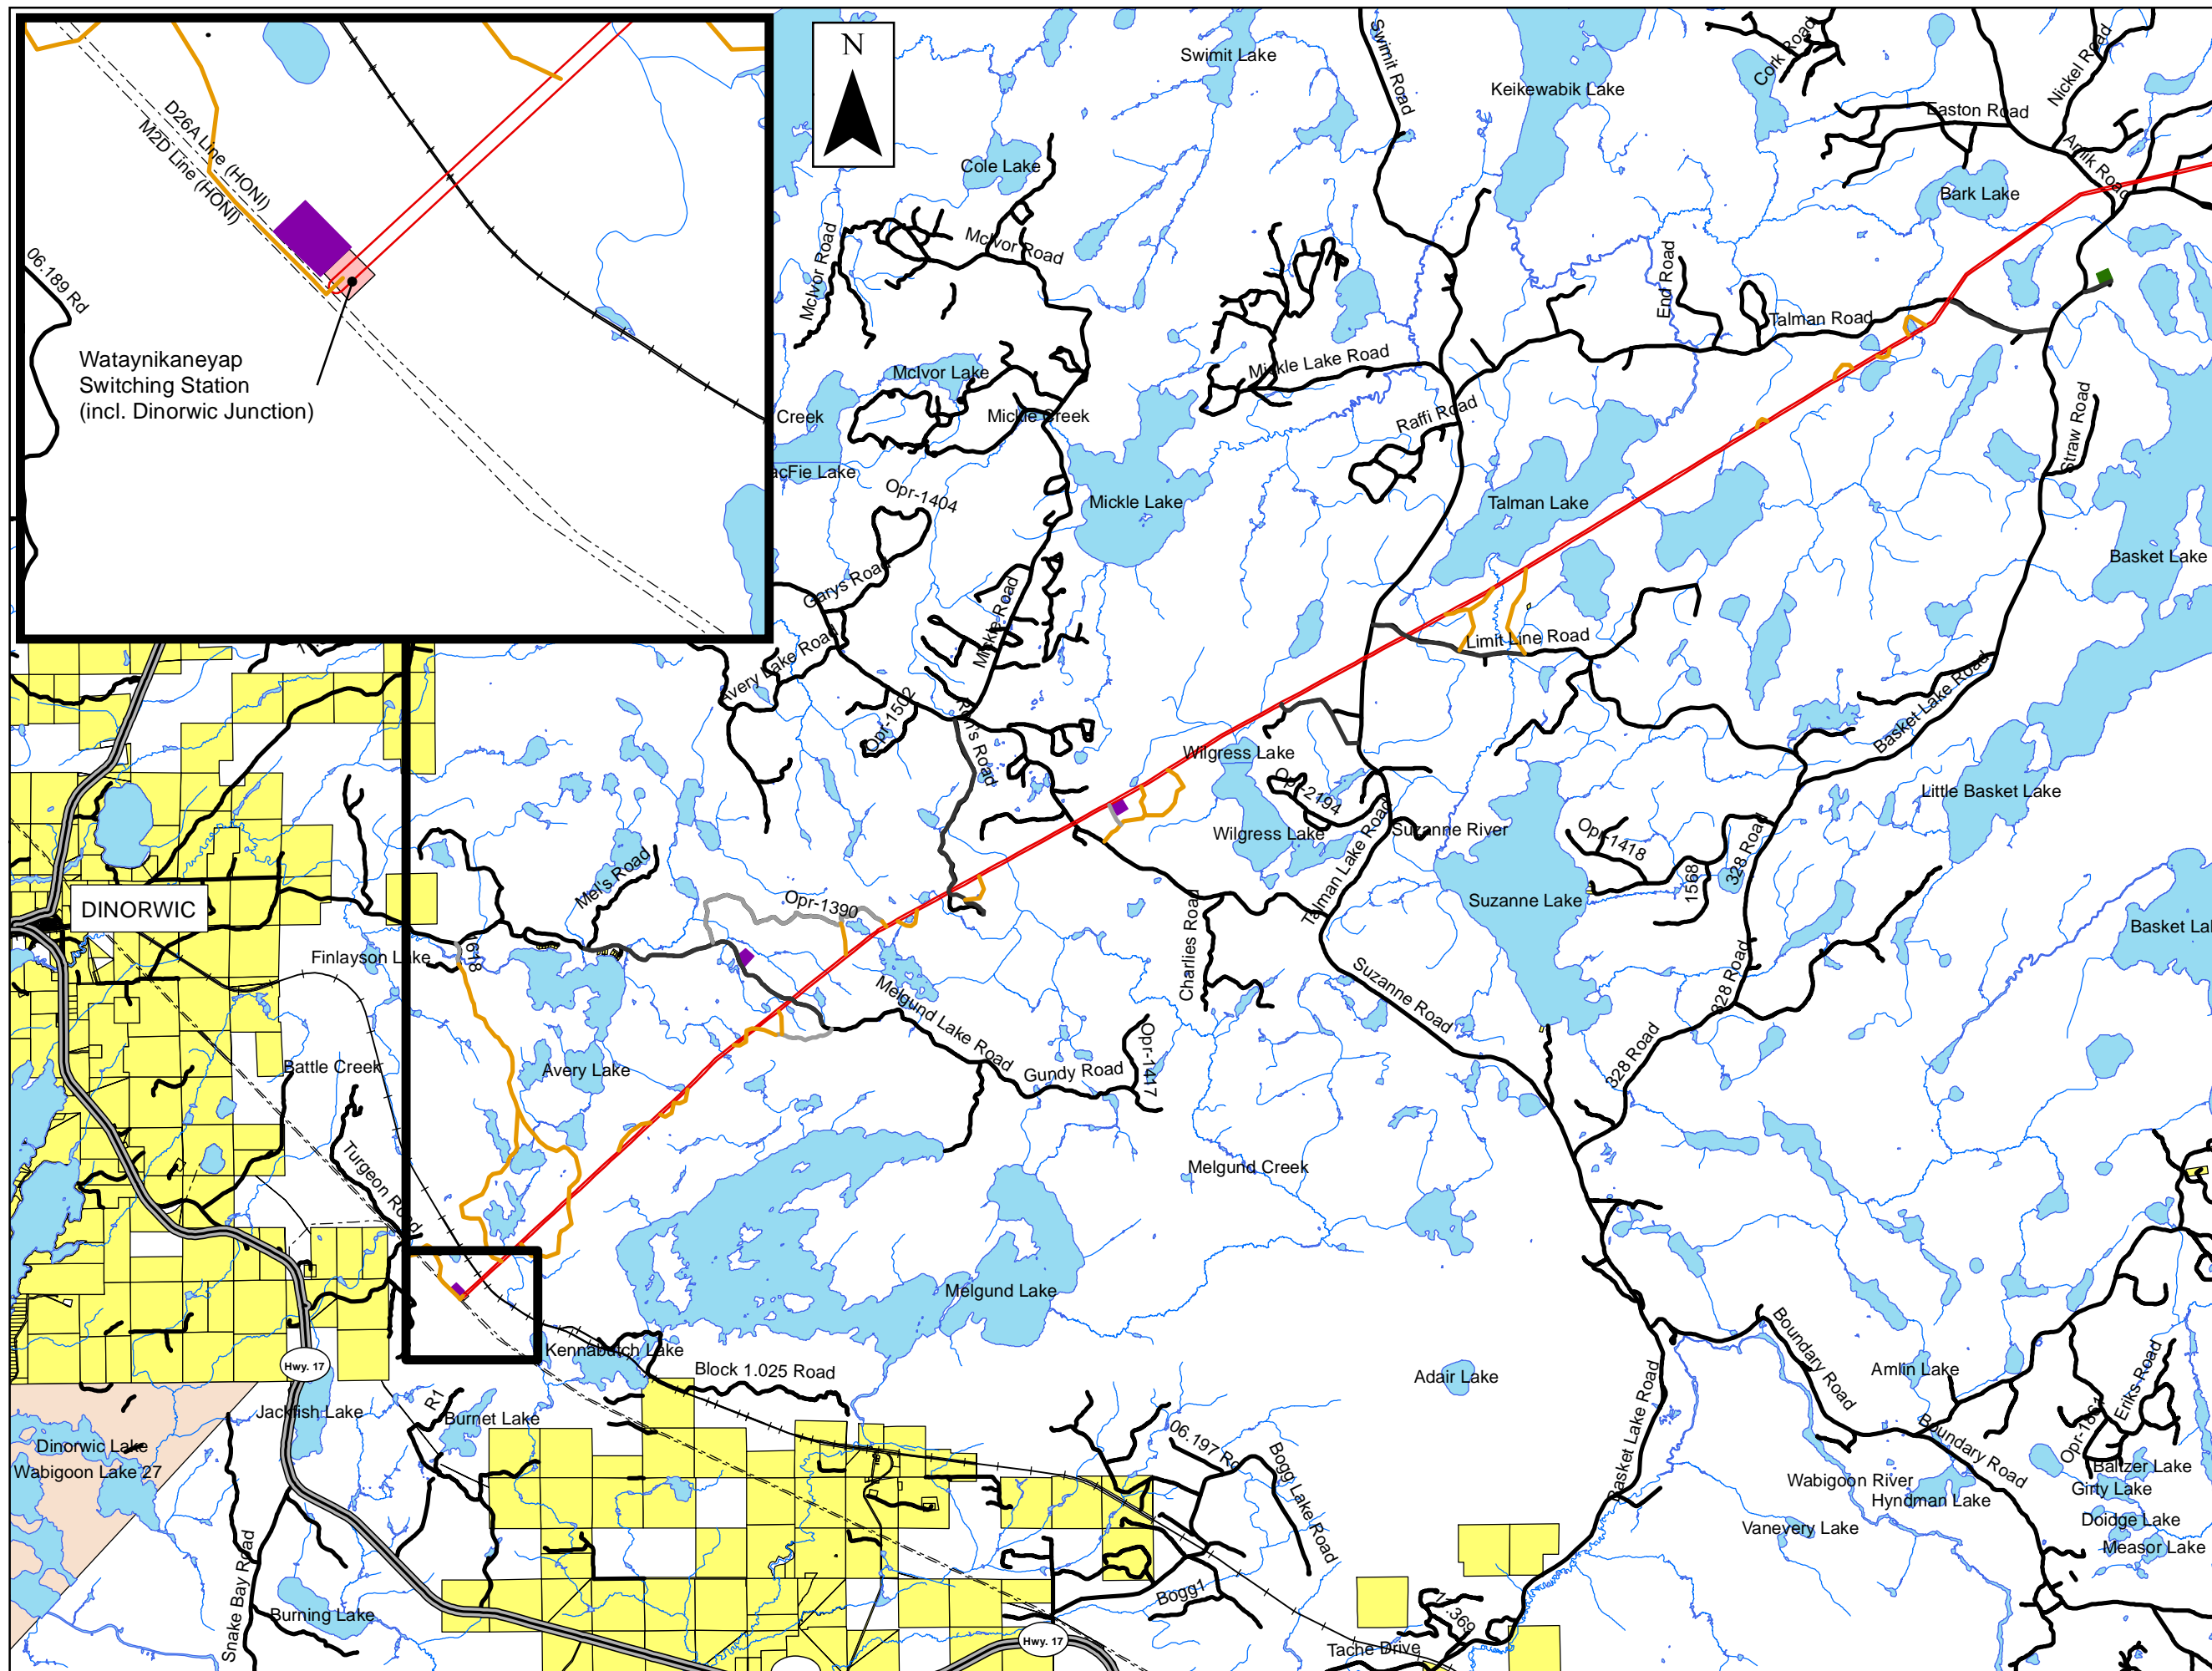 N
D26A Line (HONI)
M2D Line (HONI)
06.189 Rd
Wataynikaneyap
Switching Station
(incl. Dinorwic Junction)
Swimit Lake
Swimit Road
Keikewabik Lake
Cork Road
Nickel Road
Easton Road
Amik Road
Bark Lake
Cole Lake
McIvor Road
McIvor Road
End Road
Talman Road
Mickle Lake Road
McIvor Lake
Creek
Mickle Creek
Raffi Road
Straw Road
acFie Lake
Opr-1404
Mickle Lake
Talman Lake
Basket Lake
Garys Road
Mickle Road
Avery Lake Road
Limit Line Road
Opr-1502
Basket Lake Road
Wilgress Lake
Opr-2194
Little Basket Lake
Wilgress Lake
Suzanne River
Opr-1418
328 Road
Talman Lake Road
1568
Mel's Road
Opr-1390
DINORWIC
Suzanne Lake
Charles Road
Basket La
Finlayson Lake
1618
Suzanne Road
328 Road
Melgund Lake Road
Opr-1417
Battle Creek
Avery Lake
Gundy Road
328 Road
Turgeon Road
Melgund Creek
Melgund Lake
Kennabutch Lake
Hwy. 17
Block 1.025 Road
Adair Lake
Boundary Road
Amlin Lake
Eriks Road
R1
Jackfish Lake
Burnet Lake
Basket Lake Road
Boundary Road
Dinorwic Lake
06.197 Rd
Bogg Lake Road
Baltzer Lake
Wabigoon Lake 27
Wabigoon River
Girty Lake
Hyndman Lake
Vanevery Lake
Doidge Lake
Measor Lake
Snake Bay Road
Burning Lake
Bogg1
17.369
Hwy. 17
Tache Drive